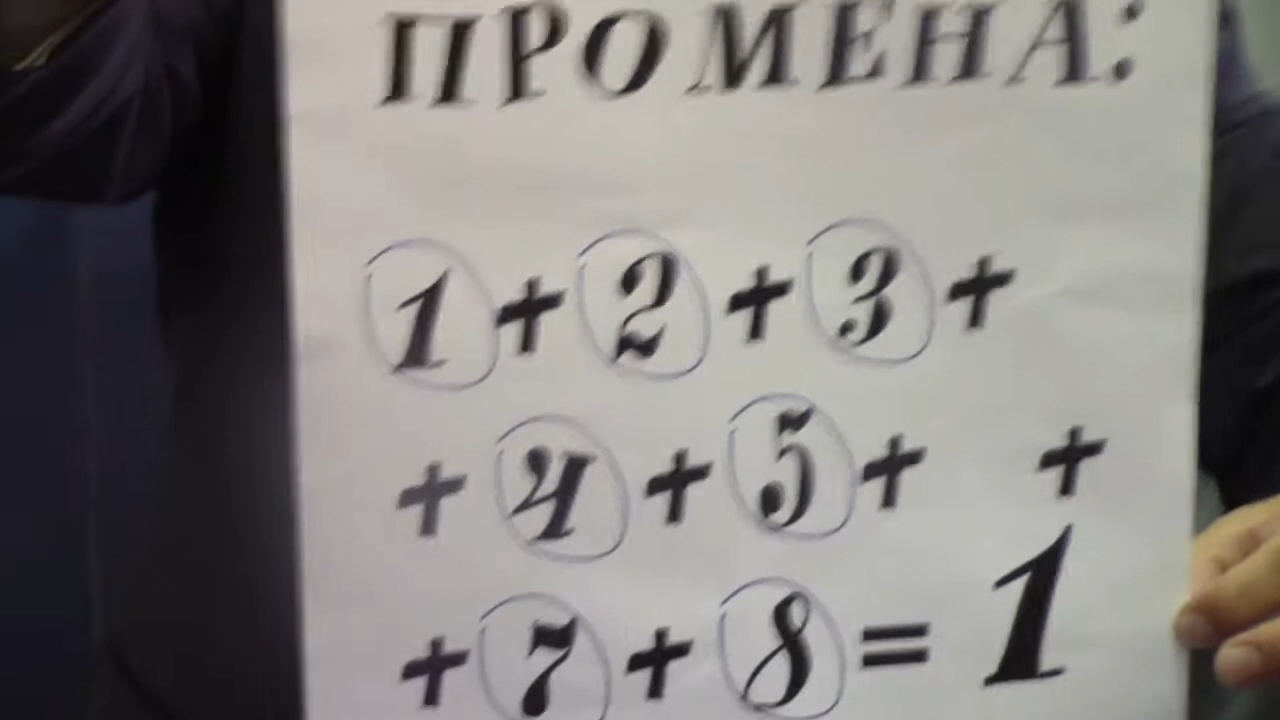 ПРОМЕНА:
1 + 2 + 3 +
+ 4 + 5 + +
+ 7 + 8 = 1